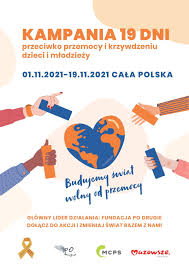 KAMPANIA 19 DNI
przeciwko przemocy i krzywdzeniu
dzieci i młodzieży
01.11.2021-19.11.2021 CAŁA POLSKA
Budujemy świat
wolny od przemocy
GŁÓWNY LIDER DZIAŁANIA: FUNDACJA PO DRUGIE
DOŁĄCZ DO AKCJI I ZMIENIAJ ŚWIAT RAZEM Z NAMI!
MCPS
Mazowsze.